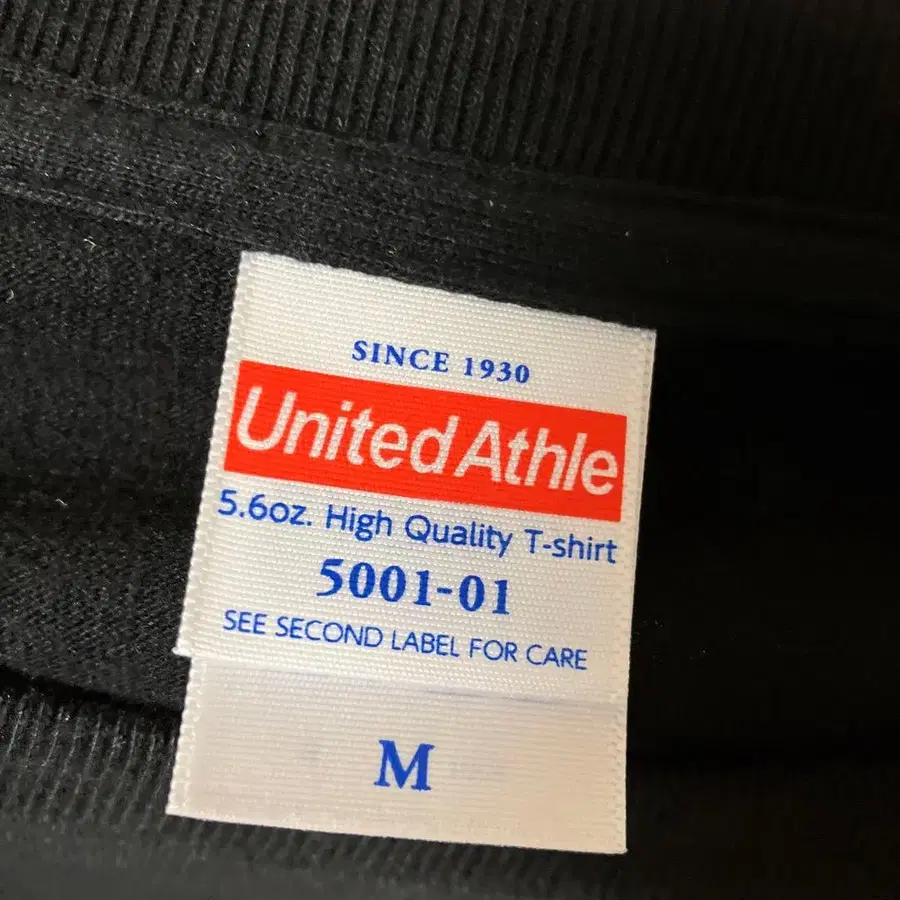 SINCE 1930
United Athle
5.6oz. High Quality T-shirt
5001-01
SEE SECOND LABEL FOR CARE
M